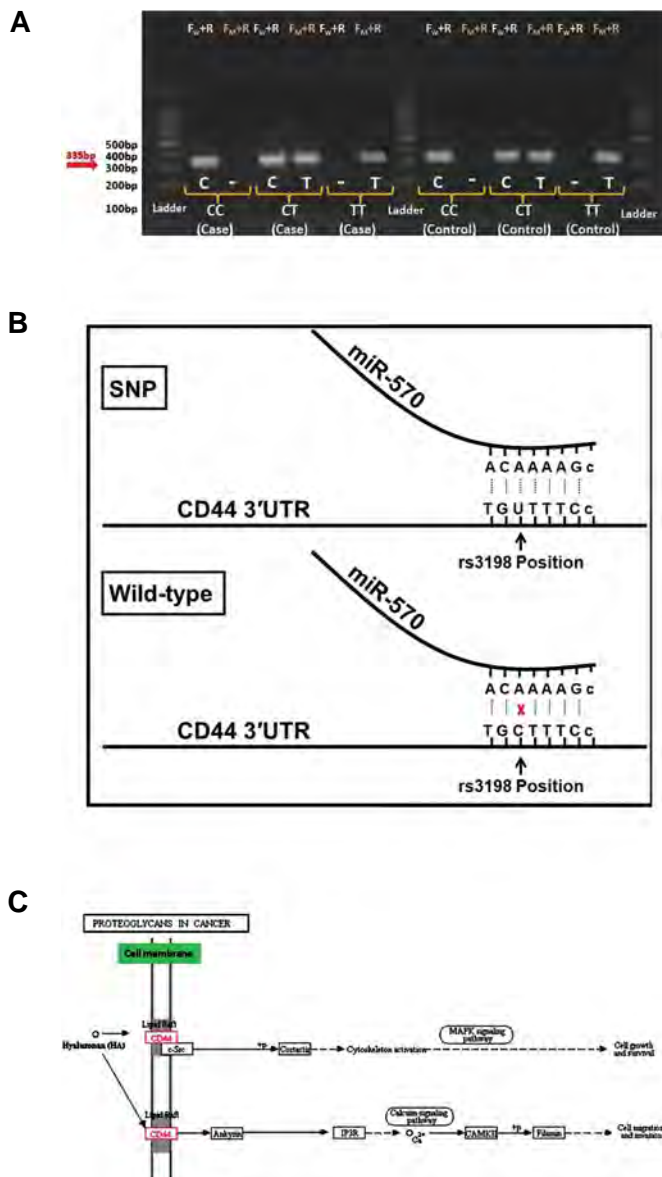 A
Fw+R FM+R Fw+R FM+R Fw+R FM+R Fw+R FM+R Fw+R FM+R Fw+R FM+R
500bp
335bp 400bp
300bp
200bp
100bp
C - C T - T C - C T - T
Ladder CC CT TT Ladder CC CT TT Ladder
(Case) (Case) (Case) (Control) (Control) (Control)
B
SNP
miR-570
ACAAAAGc
CD44 3'UTR TGUTTTCc
rs3198 Position
Wild-type
miR-570
ACAAAAGc
X
CD44 3'UTR TGCTTTCc
rs3198 Position
C
PROTEOGLYCANS IN CANCER
Cell membrane
Lipid Raft
Hyaluronan (HA)
CD44
c-Src
+P
Cortactin
Cytoskeleton activation
MAPK signaling
pathway
Cell growth
and survival
Lipid Raft
CD44
Ankyrin
IP3R
Calcium signaling
pathway
Ca2+
CAMKII
+P
Filamin
Cell migration
and invasion